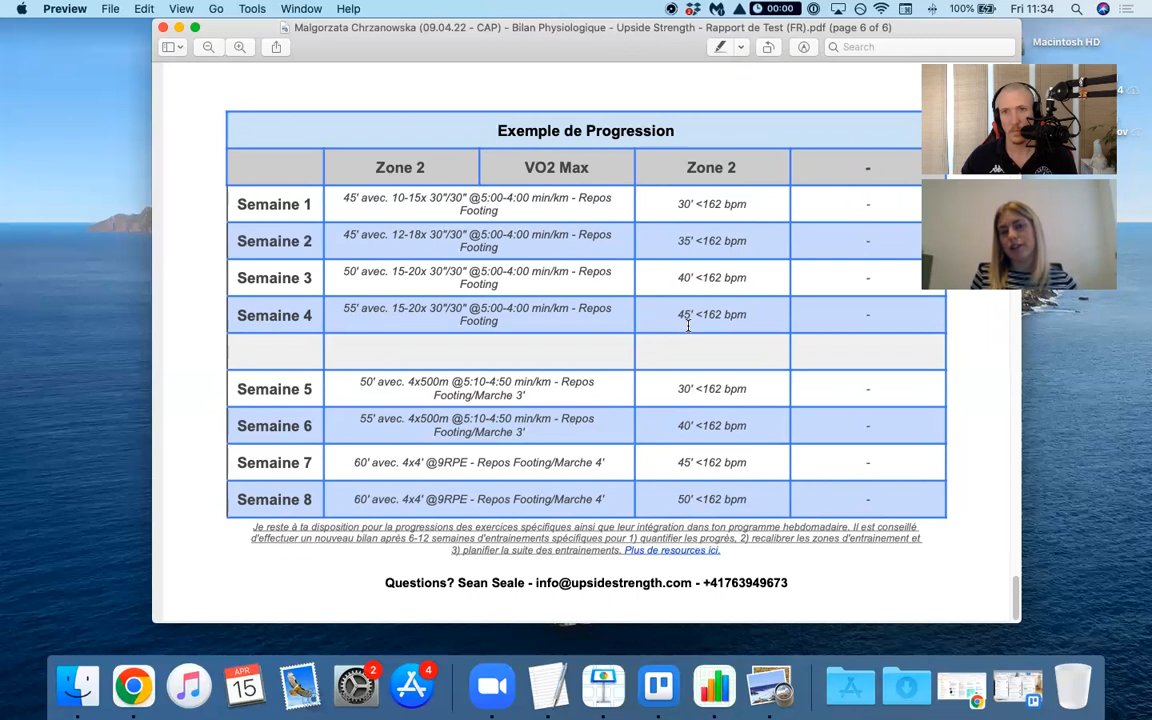 Preview File Edit View Go Tools Window Help 00:00 100% Fri 11:34
Malgorzata Chrzanowska (09.04.22 - CAP) - Bilan Physiologique - Upside Strength - Rapport de Test (FR).pdf (page 6 of 6)
Macintosh HD
Search
Exemple de Progression
Zone 2 VO2 Max Zone 2 -
Semaine 1 45' avec. 10-15x 30"/30" @5:00-4:00 min/km - Repos
Footing 30' <162 bpm -
Semaine 2 45' avec. 12-18x 30"/30" @5:00-4:00 min/km - Repos
Footing 35' <162 bpm -
Semaine 3 50' avec. 15-20x 30"/30" @5:00-4:00 min/km - Repos
Footing 40' <162 bpm -
Semaine 4 55' avec. 15-20x 30"/30" @5:00-4:00 min/km - Repos
Footing 45' <162 bpm -
Semaine 5 50' avec. 4x500m @5:10-4:50 min/km - Repos
Footing/Marche 3' 30' <162 bpm -
Semaine 6 55' avec. 4x500m @5:10-4:50 min/km - Repos
Footing/Marche 3' 40' <162 bpm -
Semaine 7 60' avec. 4x4' @9RPE - Repos Footing/Marche 4' 45' <162 bpm -
Semaine 8 60' avec. 4x4' @9RPE - Repos Footing/Marche 4' 50' <162 bpm -
Je reste à ta disposition pour la progressions des exercices spécifiques ainsi que leur intégration dans ton programme hebdomadaire. Il est conseillé
d'effectuer un nouveau bilan après 6-12 semaines d'entrainements spécifiques pour 1) quantifier les progrès, 2) recalibrer les zones d'entrainement et
3) planifier la suite des entrainements. Plus de resources ici.
Questions? Sean Seale - info@upsidestrength.com - +41763949673
APR
15
2
4